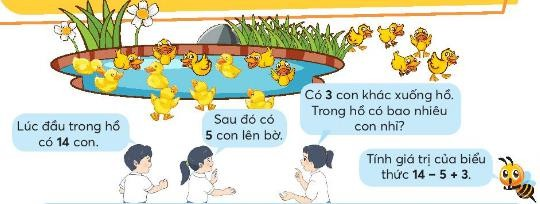 Lúc đầu trong hồ
có 14 con.
Sau đó có
5 con lên bờ.
Có 3 con khác xuống hồ.
Trong hồ có bao nhiêu
con nhỉ?
Tính giá trị của biểu
thức 14 – 5 + 3.